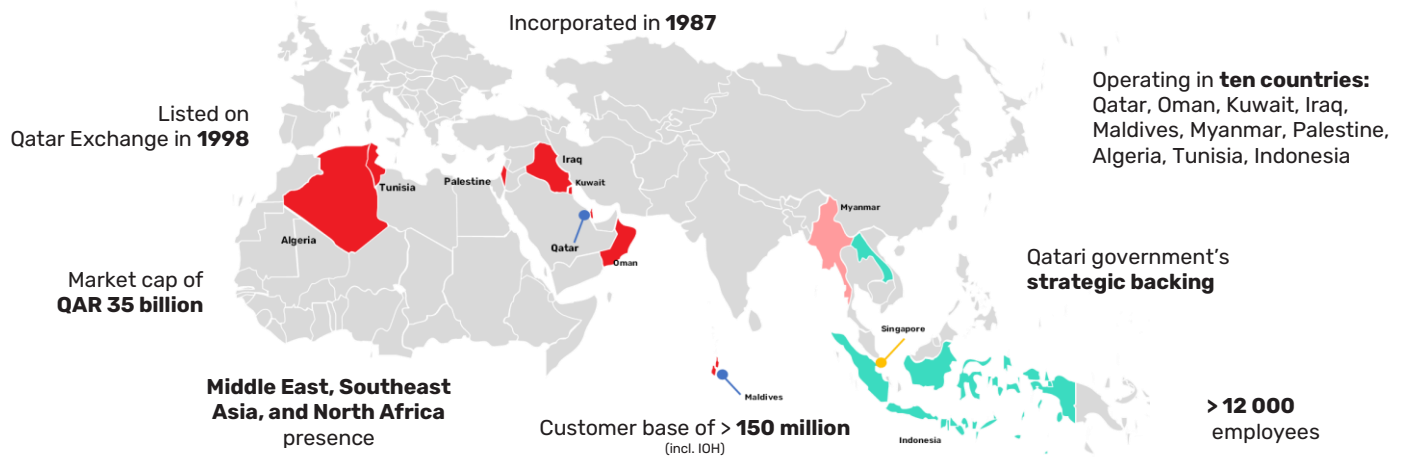 Incorporated in 1987
Operating in ten countries:
Qatar, Oman, Kuwait, Iraq,
Maldives, Myanmar, Palestine,
Algeria, Tunisia, Indonesia
Listed on
Qatar Exchange in 1998
Iraq
Palestine
Kuwait
Tunisia
Myanmar
Algeria
Qatar
Oman
Qatari government's
strategic backing
Market cap of
QAR 35 billion
Singapore
Middle East, Southeast
Asia, and North Africa
presence
Maldives
Customer base of > 150 million
(incl. IOH)
Indonesia
> 12 000
employees